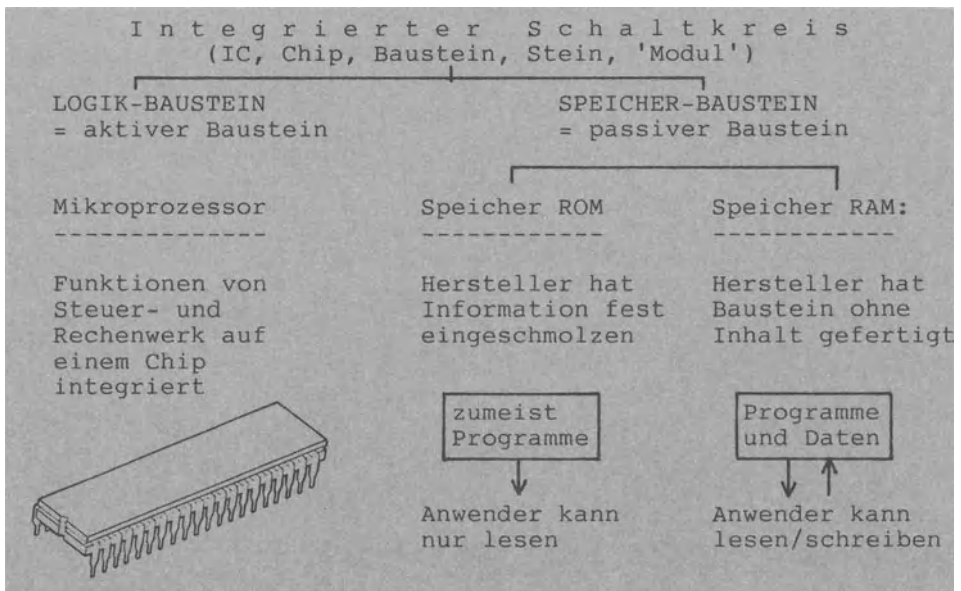 Integrierter Schaltkreis
(IC, Chip, Baustein, Stein, 'Modul')
LOGIK-BAUSTEIN
= aktiver Baustein
SPEICHER-BAUSTEIN
= passiver Baustein
Mikroprozessor
--------------
Funktionen von
Steuer- und
Rechenwerk auf
einem Chip
integriert
Speicher ROM
------------
Hersteller hat
Information fest
eingeschmolzen
zumeist
Programme
Anwender kann
nur lesen
Speicher RAM:
------------
Hersteller hat
Baustein ohne
Inhalt gefertigt
Programme
und Daten
Anwender kann
lesen/schreiben